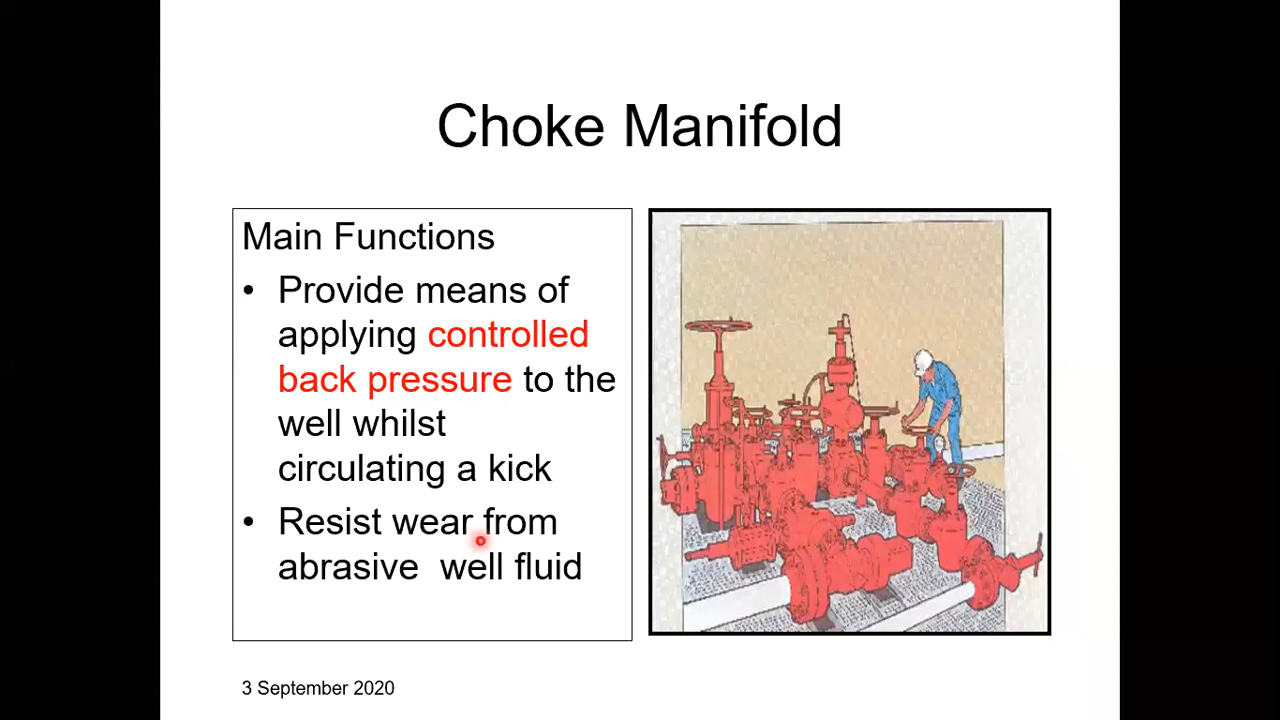 Choke Manifold
Main Functions
• Provide means of
applying controlled
back pressure to the
well whilst
circulating a kick
• Resist wear from
abrasive  well fluid
3 September 2020